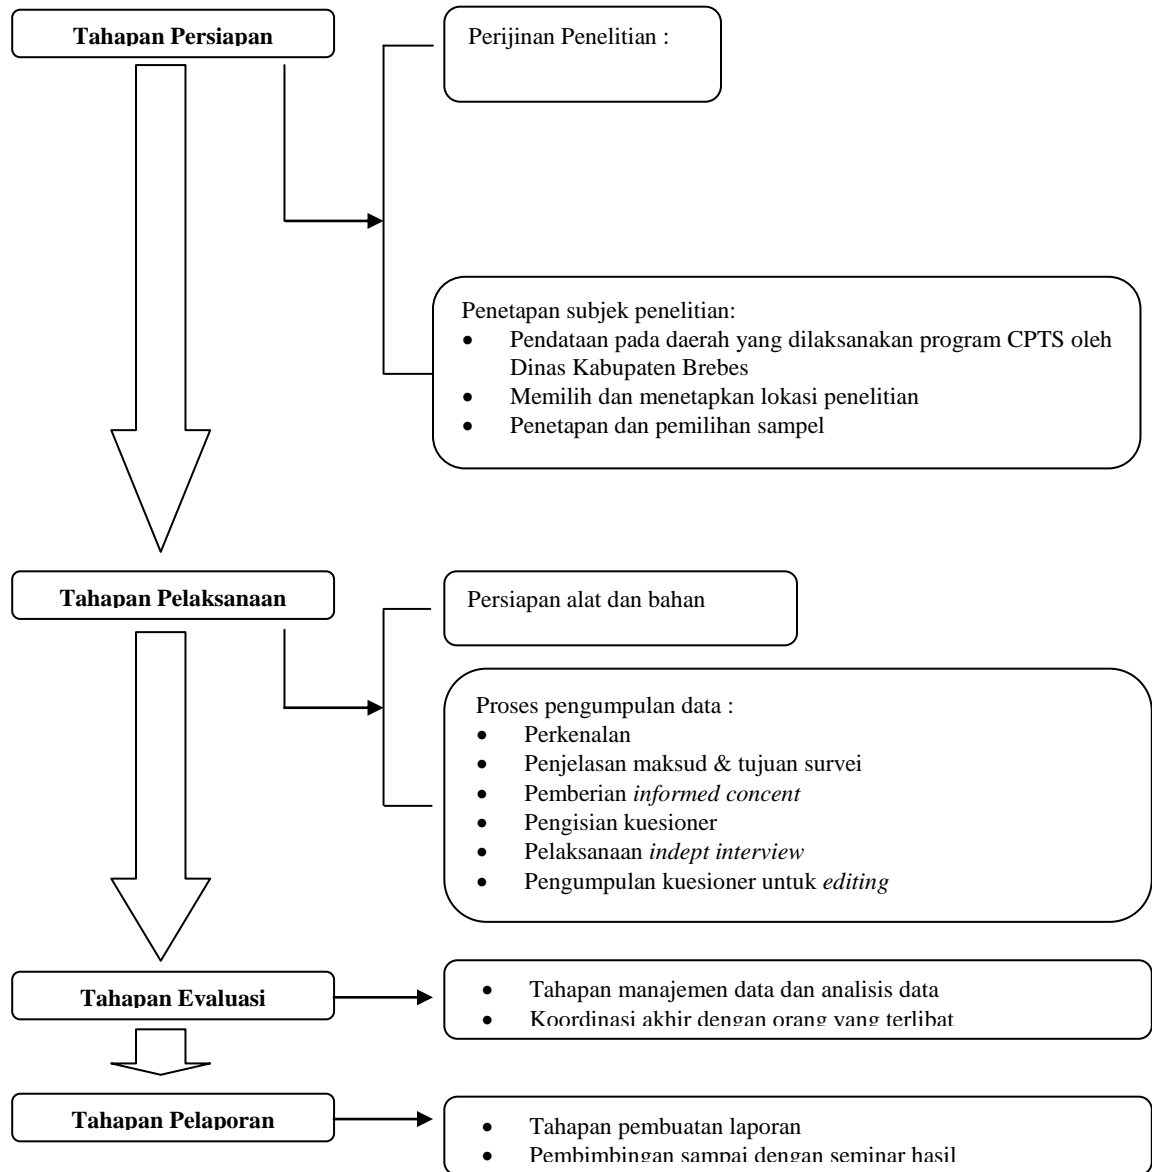 Tahapan Persiapan
Perijinan Penelitian :
Penetapan subjek penelitian:
• Pendataan pada daerah yang dilaksanakan program CPTS oleh
Dinas Kabupaten Brebes
• Memilih dan menetapkan lokasi penelitian
• Penetapan dan pemilihan sampel
Tahapan Pelaksanaan
Persiapan alat dan bahan
Proses pengumpulan data :
• Perkenalan
• Penjelasan maksud & tujuan survei
• Pemberian informed concent
• Pengisian kuesioner
• Pelaksanaan indept interview
• Pengumpulan kuesioner untuk editing
Tahapan Evaluasi
• Tahapan manajemen data dan analisis data
• Koordinasi akhir dengan orang yang terlibat
Tahapan Pelaporan
• Tahapan pembuatan laporan
• Pembimbingan sampai dengan seminar hasil